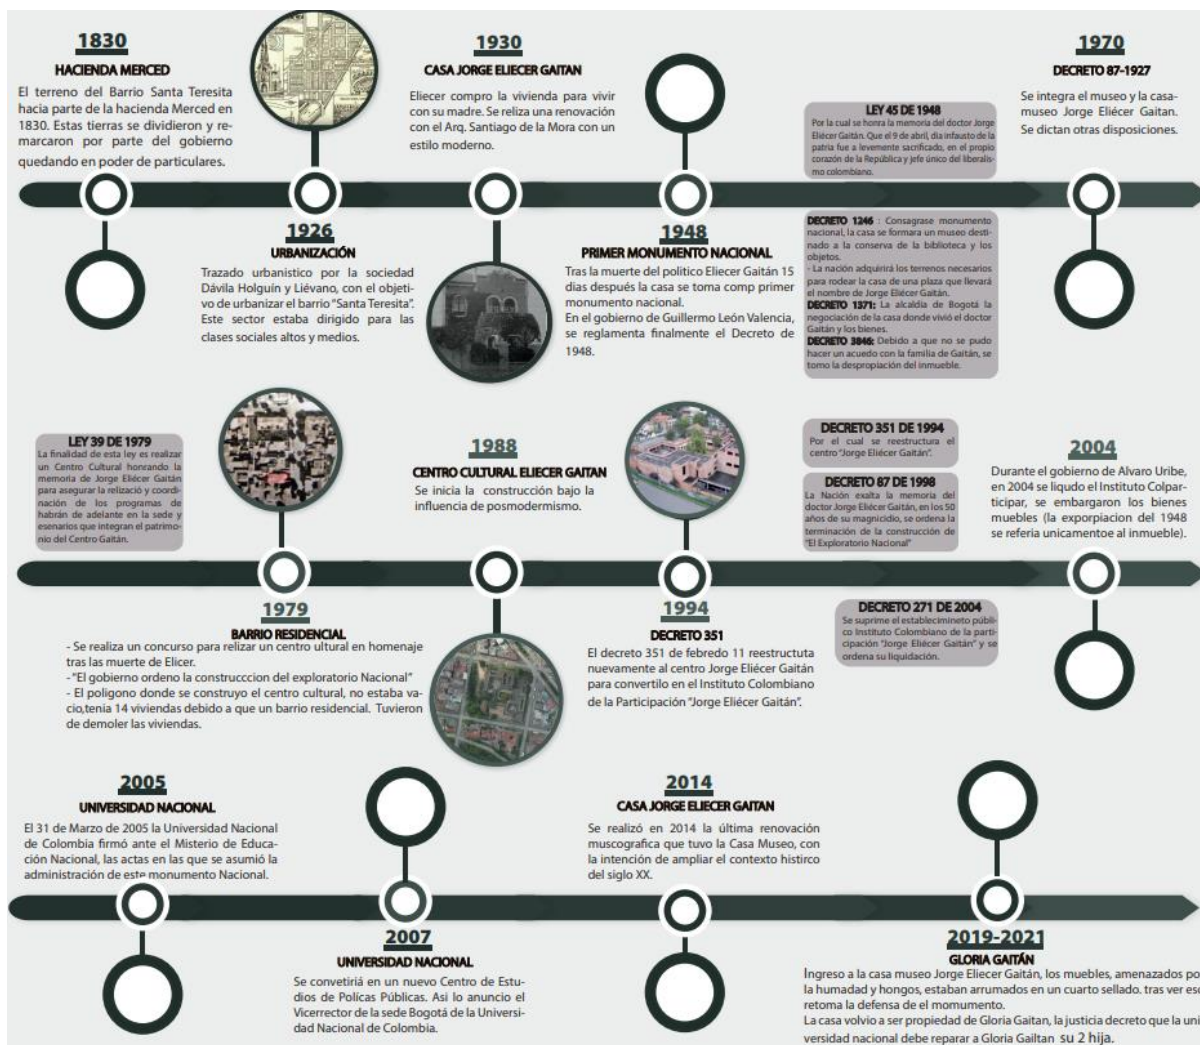 1830
HACIENDA MERCED
El terreno del Barrio Santa Teresita
hacia parte de la hacienda Merced en
1830. Estas tierras se dividieron y re-
marcaron por parte del gobierno
quedando en poder de particulares.
1926
URBANIZACIÓN
Trazado urbanistico por la sociedad
Dávila Holguín y Liévano, con el objeti-
vo de urbanizar el barrio "Santa Teresita".
Este sector estaba dirigido para las
clases sociales altos y medios.
1930
CASA JORGE ELIECER GAITAN
Eliecer compro la vivienda para vivir
con su madre. Se reliza una renovación
con el Arq. Santiago de la Mora con un
estilo moderno.
1948
PRIMER MONUMENTO NACIONAL
Tras la muerte del politico Eliecer Gaitán 15
dias después la casa se toma comp primer
monumento nacional.
En el gobierno de Guillermo León Valencia,
se reglamenta finalmente el Decreto de
1948.
LEY 45 DE 1948
Por la cual se honra la memoria del doctor Jorge
Eliécer Gaitán. Que el 9 de abril, dia infausto de la
patria fue a levemente sacrificado, en el propio
corazón de la República y jefe único del liberalis-
mo colombiano.
DECRETO 1246 : Consagrase monumento
nacional, la casa se formara un museo desti-
nado a la conserva de la biblioteca y los
objetos.
- La nación adquirirá los terrenos necesarios
para rodear la casa de una plaza que llevará
el nombre de Jorge Eliécer Gaitán.
DECRETO 1371: La alcaldia de Bogotá la
negociación de la casa donde vivió el doctor
Gaitán y los bienes.
DECRETO 3846: Debido a que no se pudo
hacer un acuedo con la familia de Gaitán, se
tomo la despropiación del inmueble.
1970
DECRETO 87-1927
Se integra el museo y la casa-
museo Jorge Eliécer Gaitan.
Se dictan otras disposiciones.
LEY 39 DE 1979
La finalidad de esta ley es realizar
un Centro Cultural honrando la
memoria de Jorge Eliécer Gaitán
para asegurar la relizació y coordi-
nación de los programas de
habrán de adelante en la sede y
esenarios que integran el patrimo-
nio del Centro Gaitán.
1979
BARRIO RESIDENCIAL
- Se realiza un concurso para relizar un centro ultural en homenaje
tras las muerte de Elicer.
- "El gobierno ordeno la construcccion del exploratorio Nacional"
- El poligono donde se construyo el centro cultural, no estaba va-
cio,tenia 14 viviendas debido a que un barrio residencial. Tuvieron
de demoler las viviendas.
1988
CENTRO CULTURAL ELIECER GAITAN
Se inicia la construcción bajo la
influencia de posmodermismo.
1994
DECRETO 351
El decreto 351 de febredo 11 reestructuta
nuevamente al centro Jorge Eliécer Gaitán
para convertilo en el Instituto Colombiano
de la Participación "Jorge Eliécer Gaitán".
DECRETO 351 DE 1994
Por el cual se reestructura el
centro "Jorge Eliécer Gaitán".
DECRETO 87 DE 1998
La Nación exalta la memoria del
doctor Jorge Eliécer Gaitán, en los 50
años de su magnicidio, se ordena la
terminación de la construcción de
"El Exploratorio Nacional"
DECRETO 271 DE 2004
Se suprime el establecimineto públi-
co Instituto Colombiano de la parti-
cipación "Jorge Eliécer Gaitán" y se
ordena su liquidación.
2004
Durante el gobierno de Alvaro Uribe,
en 2004 se liqudo el Instituto Colpar-
ticipar, se embargaron los bienes
muebles (la exporpiacion del 1948
se referia unicamentoe al inmueble).
2005
UNIVERSIDAD NACIONAL
El 31 de Marzo de 2005 la Universidad Nacional
de Colombia firmó ante el Misterio de Educa-
ción Nacional, las actas en las que se asumió la
administración de este monumento Nacional.
2007
UNIVERSIDAD NACIONAL
Se convetiriá en un nuevo Centro de Estu-
dios de Polícas Públicas. Asi lo anuncio el
Vicerrector de la sede Bogotá de la Universi-
dad Nacional de Colombia.
2014
CASA JORGE ELIECER GAITAN
Se realizó en 2014 la última renovación
muscografica que tuvo la Casa Museo, con
la intención de ampliar el contexto histirco
del siglo XX.
2019-2021
GLORIA GAITÁN
Ingreso a la casa museo Jorge Eliecer Gaitán, los muebles, amenazados po
la humadad y hongos, estaban arrumados en un cuarto sellado. tras ver es
retoma la defensa de el momumento.
La casa volvio a ser propiedad de Gloria Gaitan, la justicia decreto que la uni
versidad nacional debe reparar a Gloria Gailtan su 2 hija.